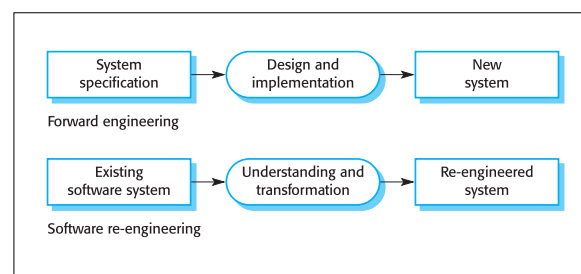 System
specification
Design and
implementation
New
system
Forward engineering
Existing
software system
Understanding and
transformation
Re-engineered
system
Software re-engineering